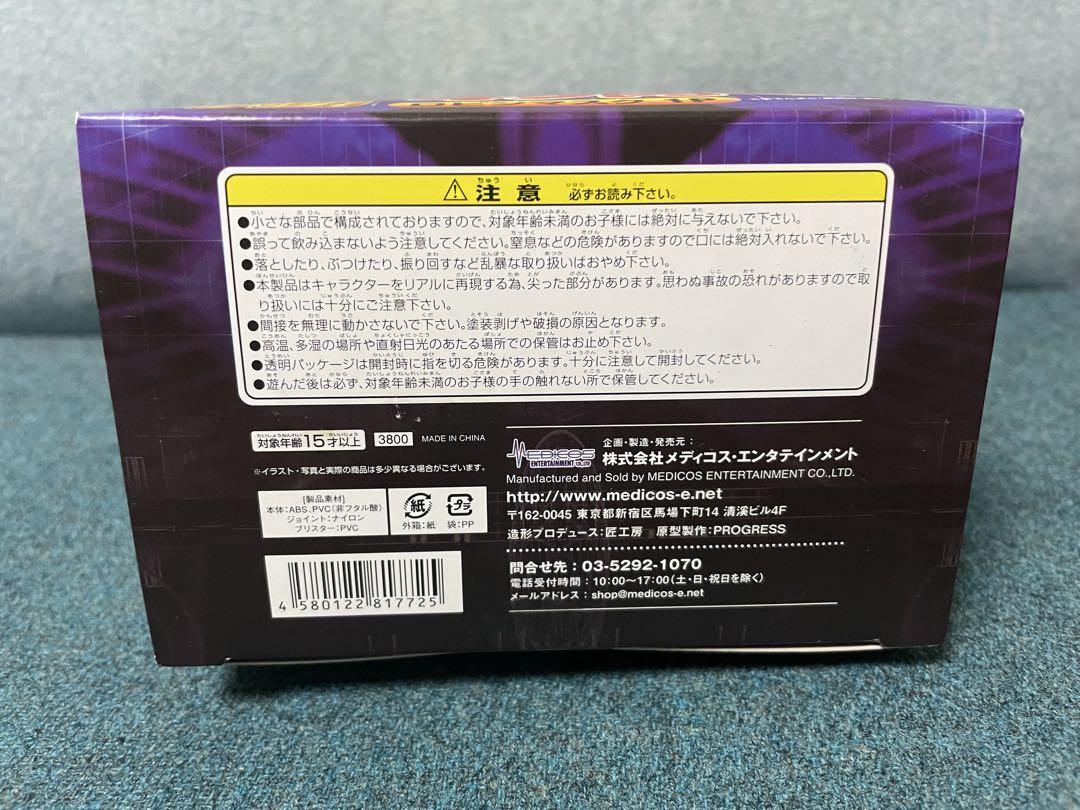 ⚠ 注意 必ずお読み下さい。
●小さな部品で構成されておりますので、対象年齢未満のお子様には絶対に与えないで下さい。
●誤って飲み込まないよう注意してください。窒息などの危険がありますので口には絶対入れないで下さい。
●落としたり、ぶつけたり、振り回すなど乱暴な取り扱いはおやめ下さい。
●本製品はキャラクターをリアルに再現する為、尖った部分があります。思わぬ事故の恐れがありますので取
り扱いには十分にご注意下さい。
●間接を無理に動かさないで下さい。塗装剥げや破損の原因となります。
●高温、多湿の場所や直射日光のあたる場所での保管はお止め下さい。
●透明パッケージは開封時に指を切る危険があります。十分に注意して開封してください。
●遊んだ後は必ず、対象年齢未満のお子様の手の触れない所で保管してください。
対象年齢15才以上 3800 MADE IN CHINA
※イラスト・写真と実際の商品は多少異なる場合がございます。
[製品素材]
本体:ABS、PVC(非フタル酸)
ジョイント:ナイロン
ブリスター:PVC
紙 プラ
外箱:紙 袋:PP
4 580122 817725
MEDICOS
ENTERTAINMENT CO.,LTD.
企画・製造・発売元:
株式会社メディコス・エンタテインメント
Manufactured and Sold by MEDICOS ENTERTAINMENT CO.,LTD.
http://www.medicos-e.net
〒162-0045 東京都新宿区馬場下町14 清溪ビル4F
造形プロデュース:匠工房 原型製作:PROGRESS
問合せ先:03-5292-1070
電話受付時間:10:00〜17:00(土・日・祝日を除く)
メールアドレス:shop@medicos-e.net